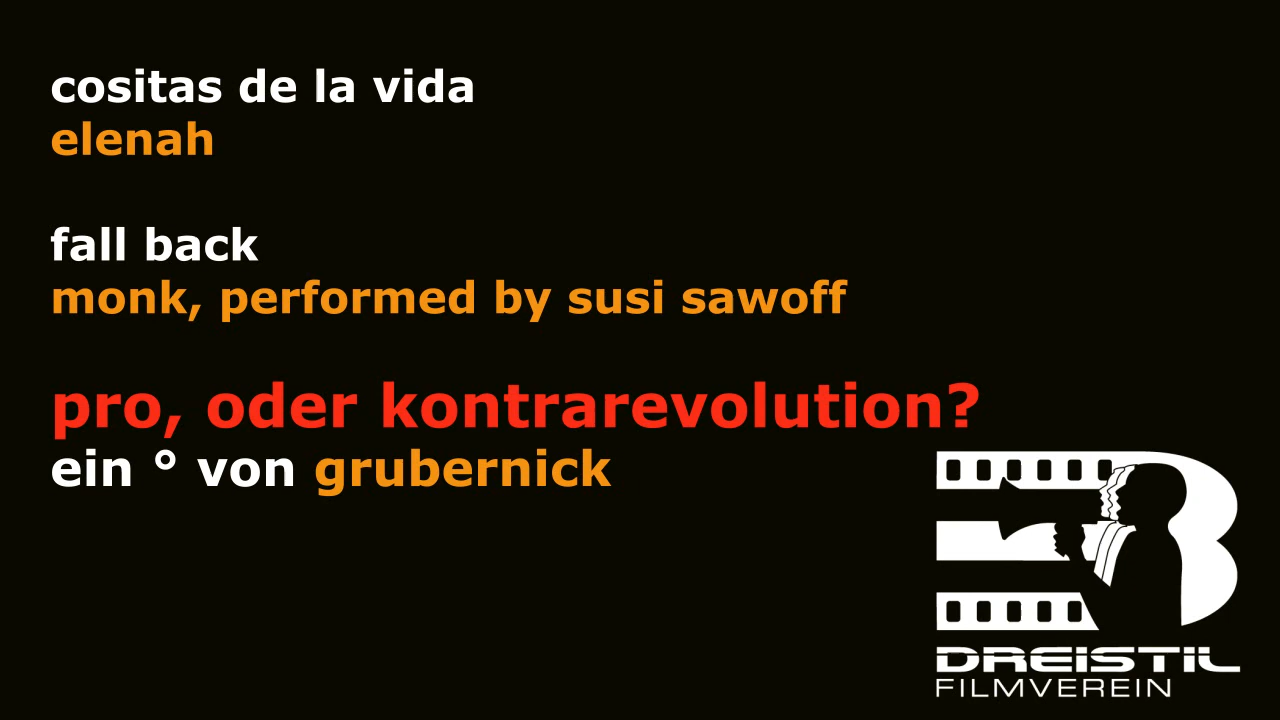 cositas de la vida
elenah
fall back
monk, performed by susi sawoff
pro, oder kontrarevolution?
ein ° von grubernick
DREISTIL
FILMVEREIN